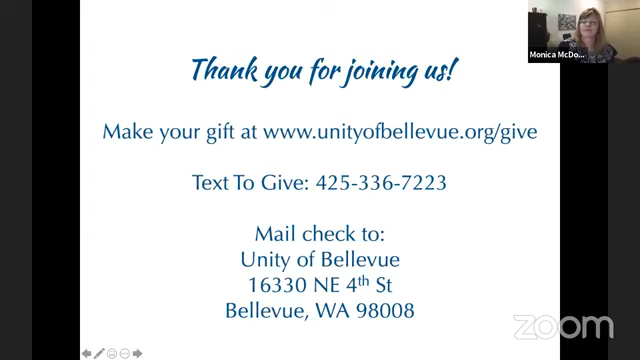 Thank you for joining us!
Make your gift at www.unityofbellevue.org/give
Text To Give: 425-336-7223
Mail check to:
Unity of Bellevue
16330 NE 4th St
Bellevue, WA 98008
Monica McDo...
zoom